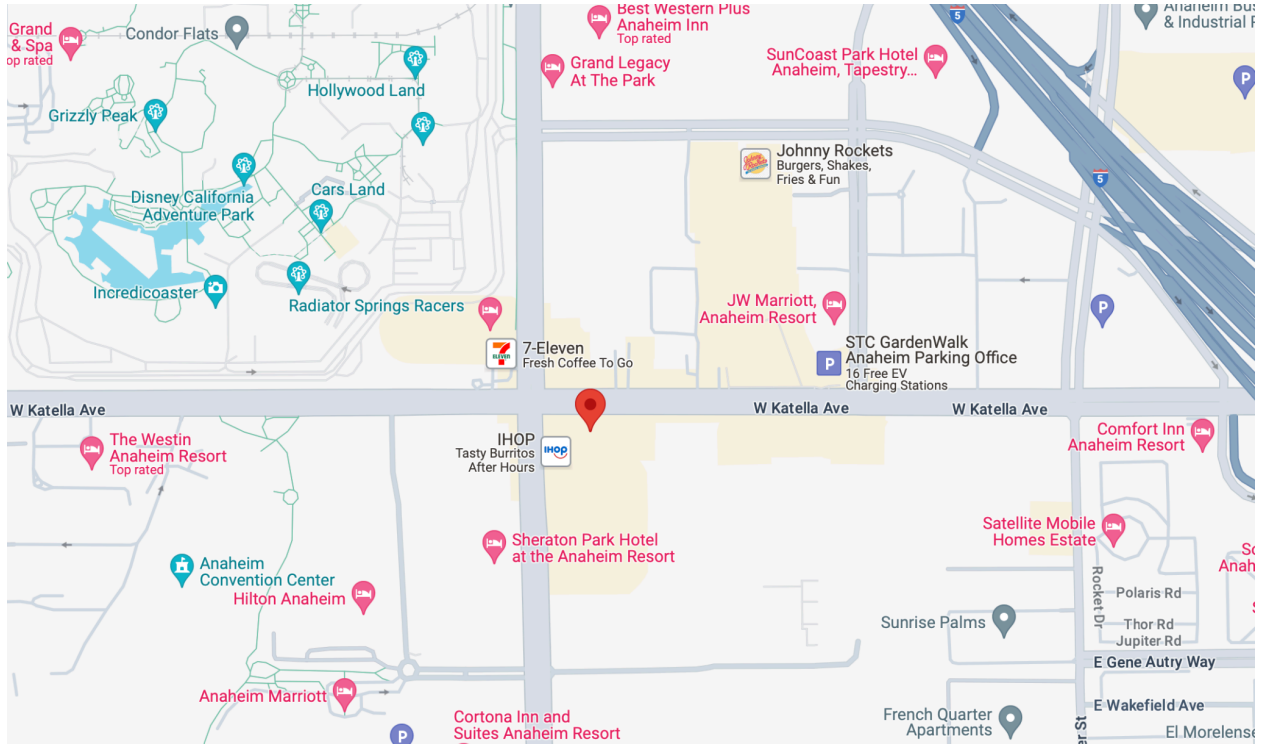 Best Western Plus
Anaheim Inn
Top rated
Anaheim Bus
& Industrial P
Grand
& Spa
op rated
Condor Flats
5
Grand Legacy
At The Park
SunCoast Park Hotel
Anaheim, Tapestry...
P
Hollywood Land
Grizzly Peak
Johnny Rockets
Burgers, Shakes,
Fries & Fun
5
Disney California
Adventure Park
Cars Land
Incredicoaster
Radiator Springs Racers
JW Marriott,
Anaheim Resort
P
7-Eleven
Fresh Coffee To Go
P
STC GardenWalk
Anaheim Parking Office
16 Free EV
Charging Stations
W Katella Ave
W Katella Ave
W Katella Ave
The Westin
Anaheim Resort
Top rated
IHOP
Tasty Burritos
After Hours
IHOP
Comfort Inn
Anaheim Resort
Sheraton Park Hotel
at the Anaheim Resort
Satellite Mobile
Homes Estate
Anaheim
Convention Center
Hilton Anaheim
So
Anah
S
Rocket Dr
Polaris Rd
Sunrise Palms
Thor Rd
Jupiter Rd
E Gene Autry Way
Anaheim Marriott
E Wakefield Ave
Cortona Inn and
Suites Anaheim Resort
P
French Quarter
Apartments
ar St
El Morelense